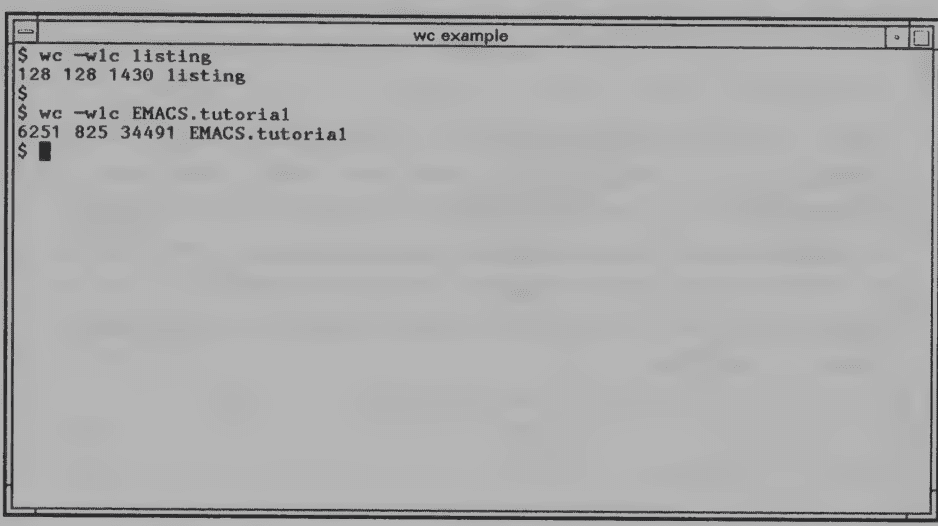 wc example
$ wc -wlc listing
128 128 1430 listing
$
$ wc -wlc EMACS.tutorial
6251 825 34491 EMACS.tutorial
$